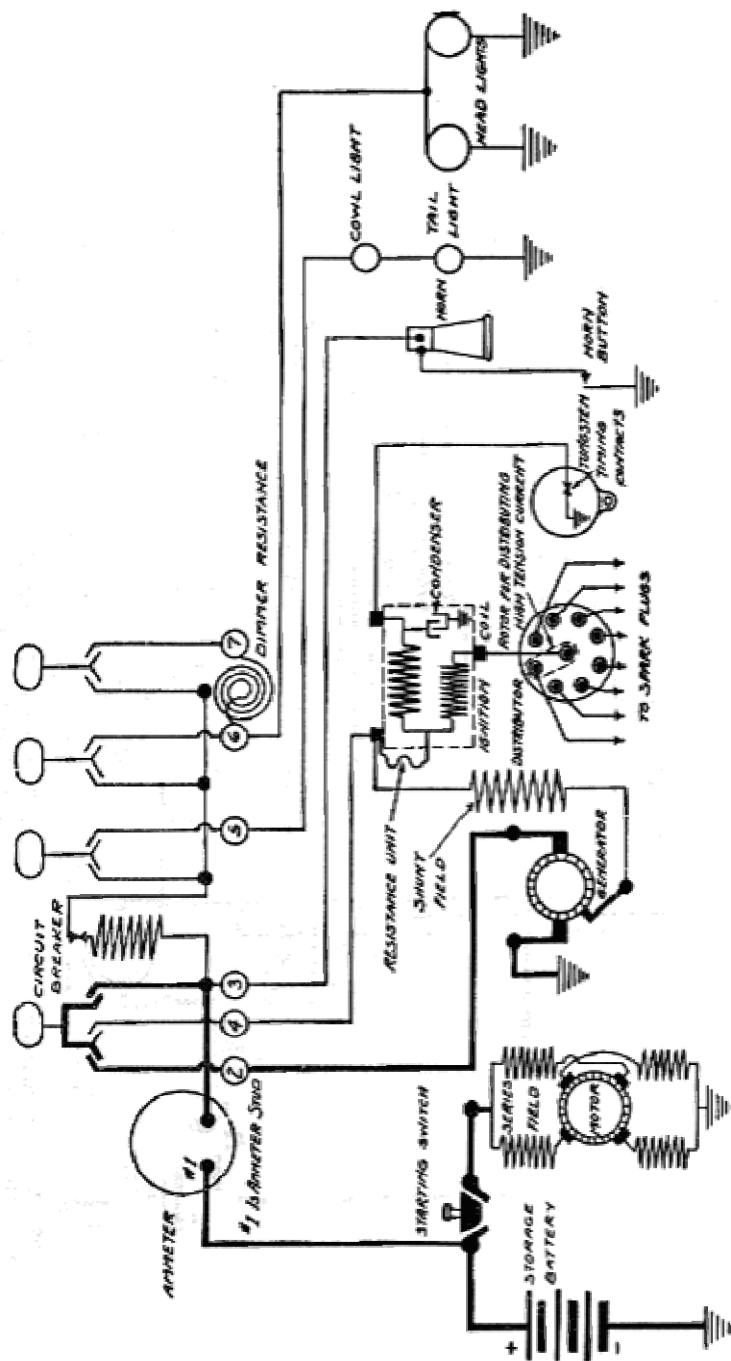 AMMETER
#1
#1 IS AMMETER STUD
CIRCUIT
BREAKER
2
4
3
5
6
7
DIMMER RESISTANCE
STARTING SWITCH
STORAGE
BATTERY
+
-
SERIES
FIELD
MOTOR
GENERATOR
SHUNT
FIELD
RESISTANCE UNIT
IGNITION COIL
CONDENSER
DISTRIBUTOR
ROTOR FOR DISTRIBUTING
HIGH TENSION CURRENT
TO SPARK PLUGS
TUNGSTEN
TIMING
CONTACTS
HORN
HORN
BUTTON
COWL LIGHT
TAIL
LIGHT
HEAD LIGHTS